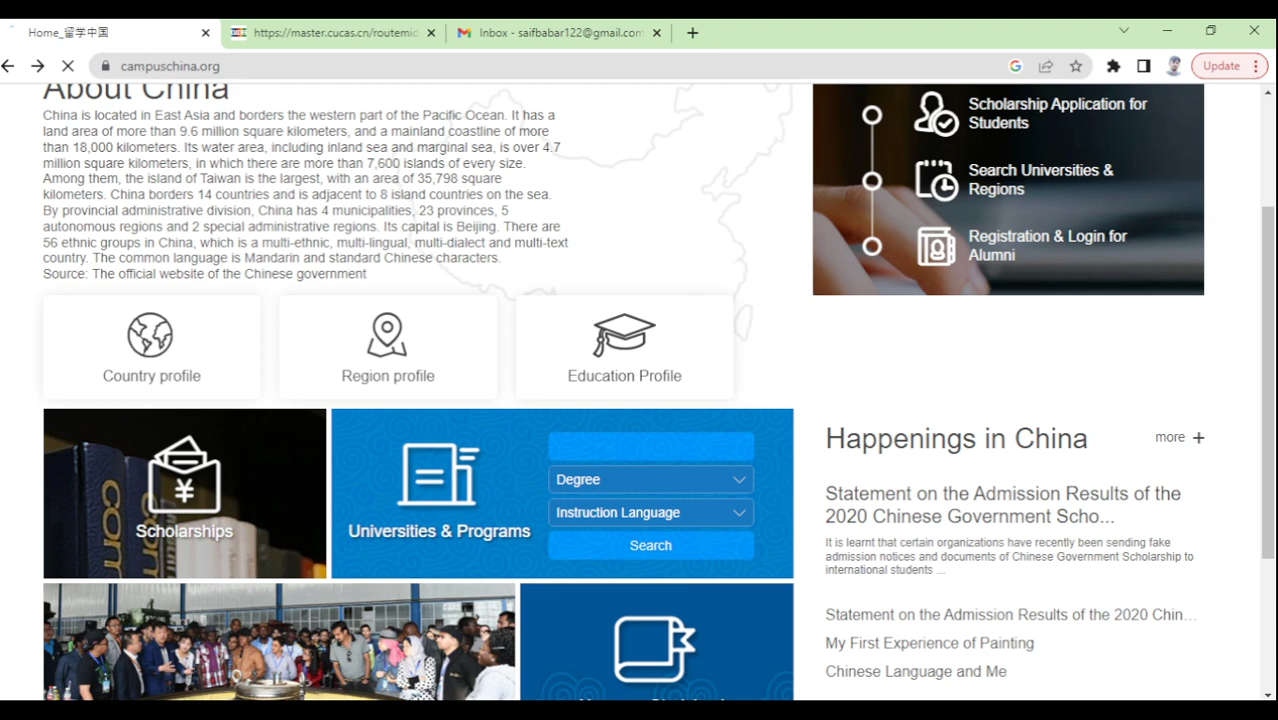 Home_留学中国
https://master.cucas.cn/routemic
Inbox - saifbabar122@gmail.com
campuschina.org
Update
About China
China is located in East Asia and borders the western part of the Pacific Ocean. It has a
land area of more than 9.6 million square kilometers, and a mainland coastline of more
than 18,000 kilometers. Its water area, including inland sea and marginal sea, is over 4.7
million square kilometers, in which there are more than 7,600 islands of every size.
Among them, the island of Taiwan is the largest, with an area of 35,798 square
kilometers. China borders 14 countries and is adjacent to 8 island countries on the sea.
By provincial administrative division, China has 4 municipalities, 23 provinces, 5
autonomous regions and 2 special administrative regions. Its capital is Beijing. There are
56 ethnic groups in China, which is a multi-ethnic, multi-lingual, multi-dialect and multi-text
country. The common language is Mandarin and standard Chinese characters.
Source: The official website of the Chinese government
Scholarship Application for
Students
Search Universities &
Regions
Registration & Login for
Alumni
Country profile
Region profile
Education Profile
Scholarships
Universities & Programs
Degree
Instruction Language
Search
Happenings in China
more +
Statement on the Admission Results of the
2020 Chinese Government Scho...
It is learnt that certain organizations have recently been sending fake
admission notices and documents of Chinese Government Scholarship to
international students ...
Statement on the Admission Results of the 2020 Chin...
My First Experience of Painting
Chinese Language and Me